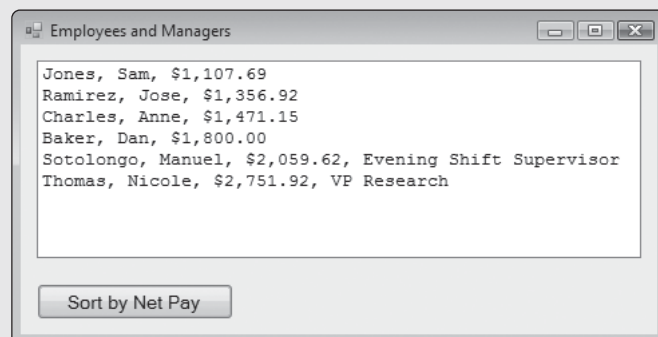 Employees and Managers
Jones, Sam, $1,107.69
Ramirez, Jose, $1,356.92
Charles, Anne, $1,471.15
Baker, Dan, $1,800.00
Sotolongo, Manuel, $2,059.62, Evening Shift Supervisor
Thomas, Nicole, $2,751.92, VP Research
Sort by Net Pay